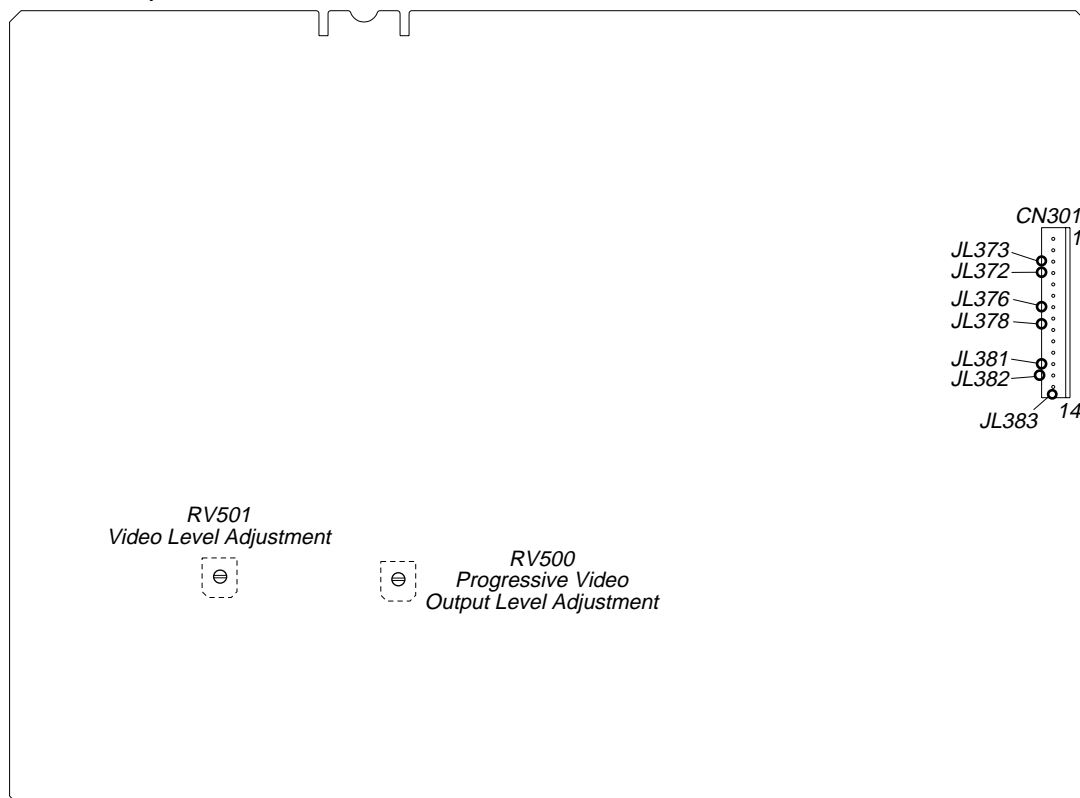 CN301
1
JL373
JL372
JL376
JL378
JL381
JL382
JL383
14
RV501
Video Level Adjustment
RV500
Progressive Video
Output Level Adjustment